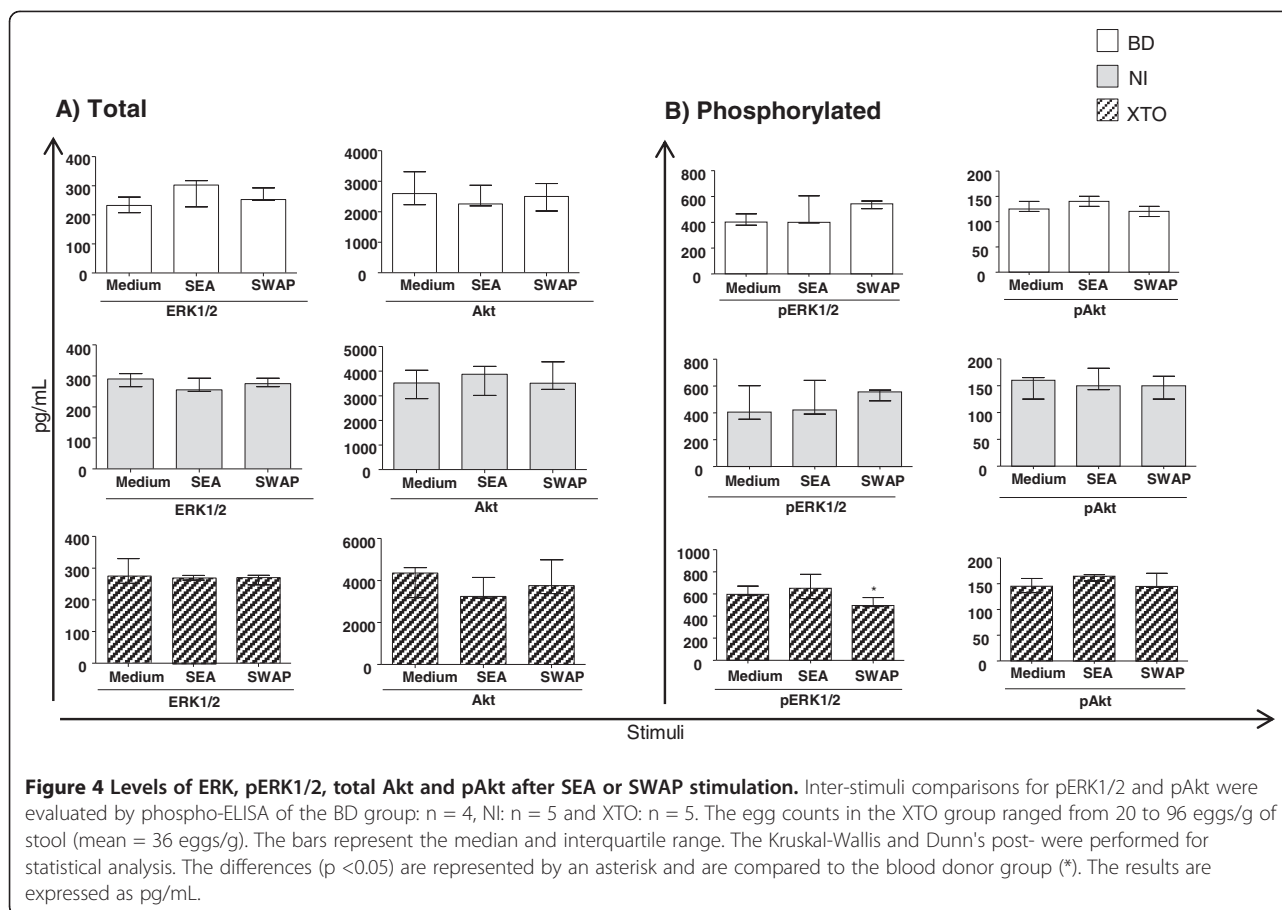 BD
NI
XTO
A) Total
B) Phosphorylated
pg/mL
400
300
200
100
0
Medium SEA SWAP
ERK1/2
4000
3000
2000
1000
0
Medium SEA SWAP
Akt
800
600
400
200
0
Medium SEA SWAP
pERK1/2
200
150
100
50
0
Medium SEA SWAP
pAkt
400
300
200
100
0
Medium SEA SWAP
ERK1/2
5000
4000
3000
2000
1000
0
Medium SEA SWAP
Akt
800
600
400
200
0
Medium SEA SWAP
pERK1/2
200
150
100
50
0
Medium SEA SWAP
pAkt
400
300
200
100
0
Medium SEA SWAP
ERK1/2
6000
4000
2000
0
Medium SEA SWAP
Akt
1000
800
600
400
200
0
*
Medium SEA SWAP
pERK1/2
200
150
100
50
0
Medium SEA SWAP
pAkt
Stimuli
Figure 4 Levels of ERK, pERK1/2, total Akt and pAkt after SEA or SWAP stimulation. Inter-stimuli comparisons for pERK1/2 and pAkt were
evaluated by phospho-ELISA of the BD group: n = 4, NI: n = 5 and XTO: n = 5. The egg counts in the XTO group ranged from 20 to 96 eggs/g of
stool (mean = 36 eggs/g). The bars represent the median and interquartile range. The Kruskal-Wallis and Dunn's post- were performed for
statistical analysis. The differences (p <0.05) are represented by an asterisk and are compared to the blood donor group (*). The results are
expressed as pg/mL.